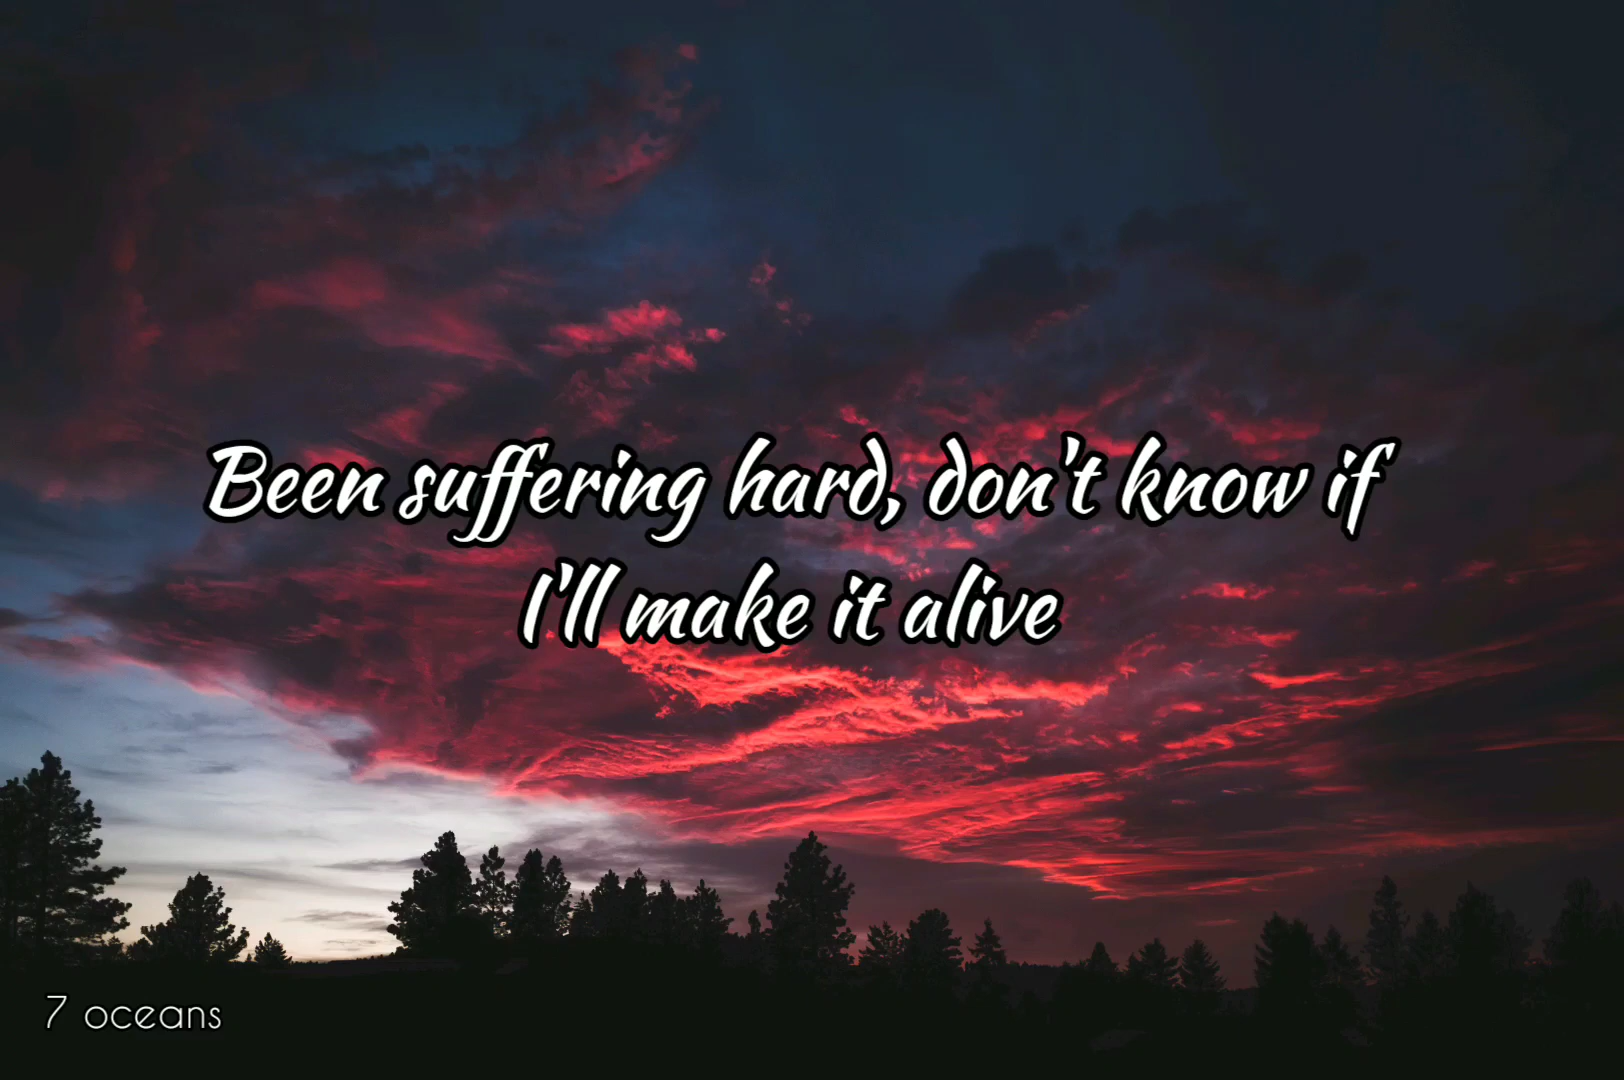 Been suffering hard, don't know if
I'll make it alive
7 oceans